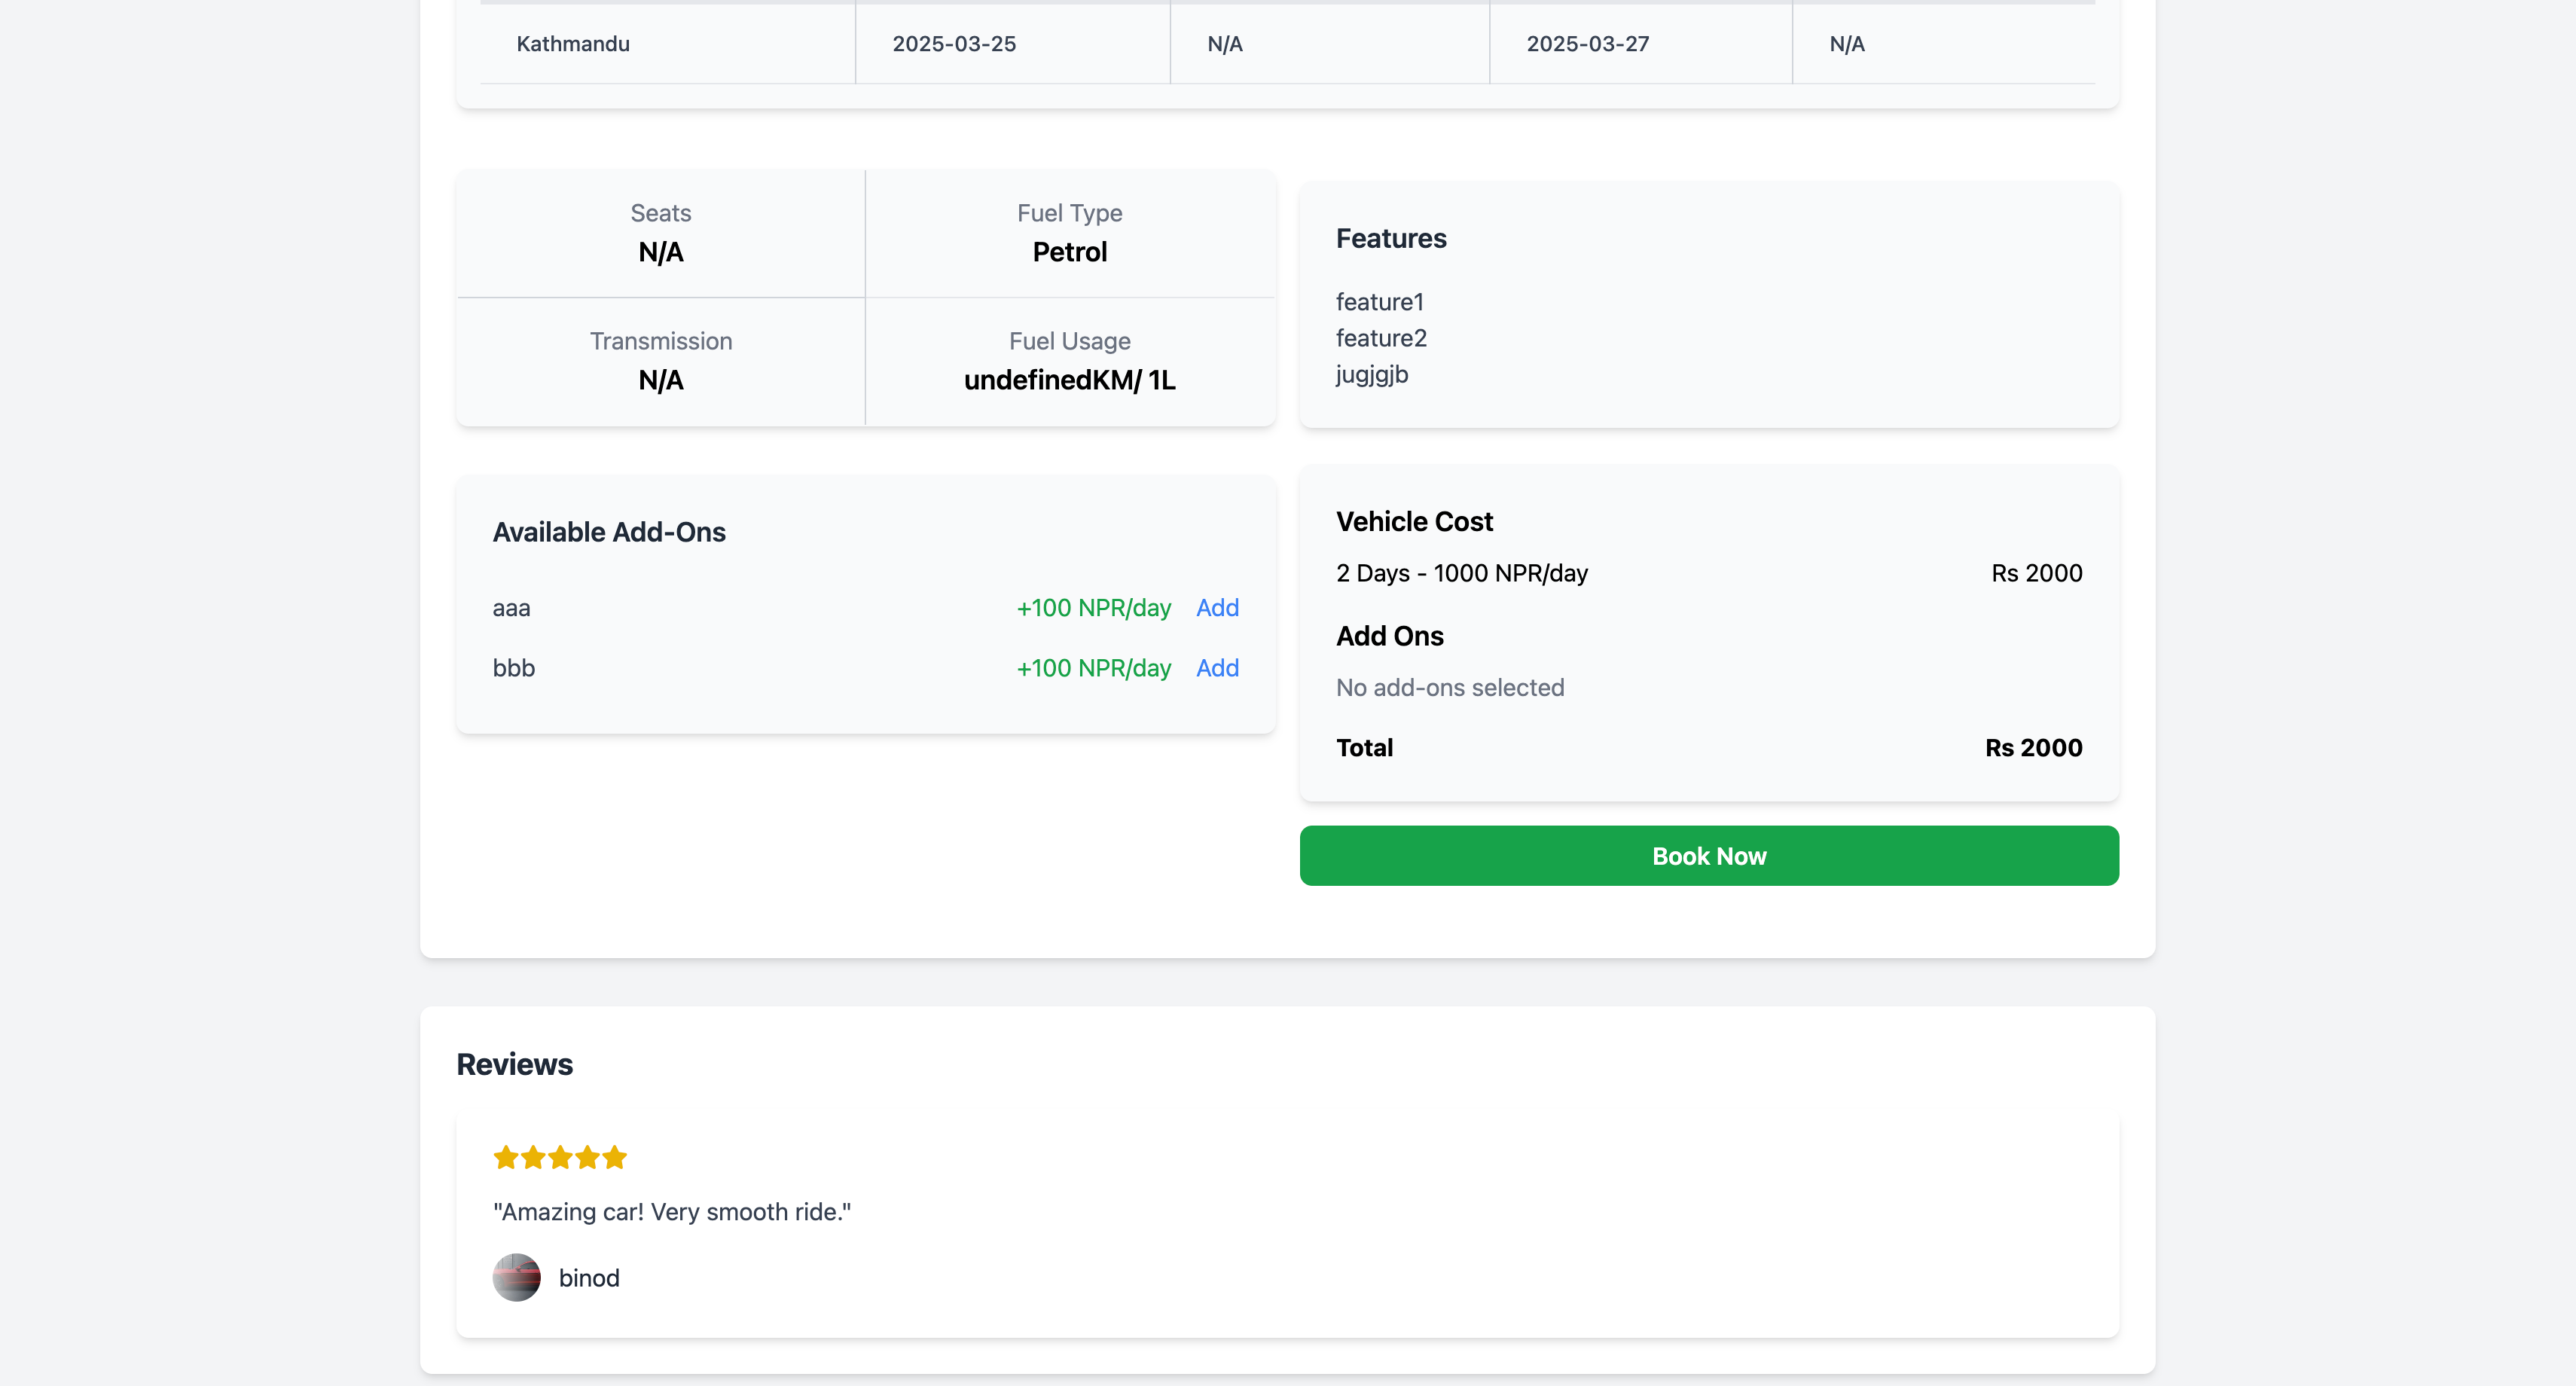 Kathmandu 2025-03-25 N/A 2025-03-27 N/A
Seats Fuel Type
N/A Petrol
Transmission Fuel Usage
N/A undefinedKM/ 1L
Features
feature1
feature2
jugjgjb
Available Add-Ons
aaa +100 NPR/day Add
bbb +100 NPR/day Add
Vehicle Cost
2 Days - 1000 NPR/day Rs 2000
Add Ons
No add-ons selected
Total Rs 2000
Book Now
Reviews
"Amazing car! Very smooth ride."
binod